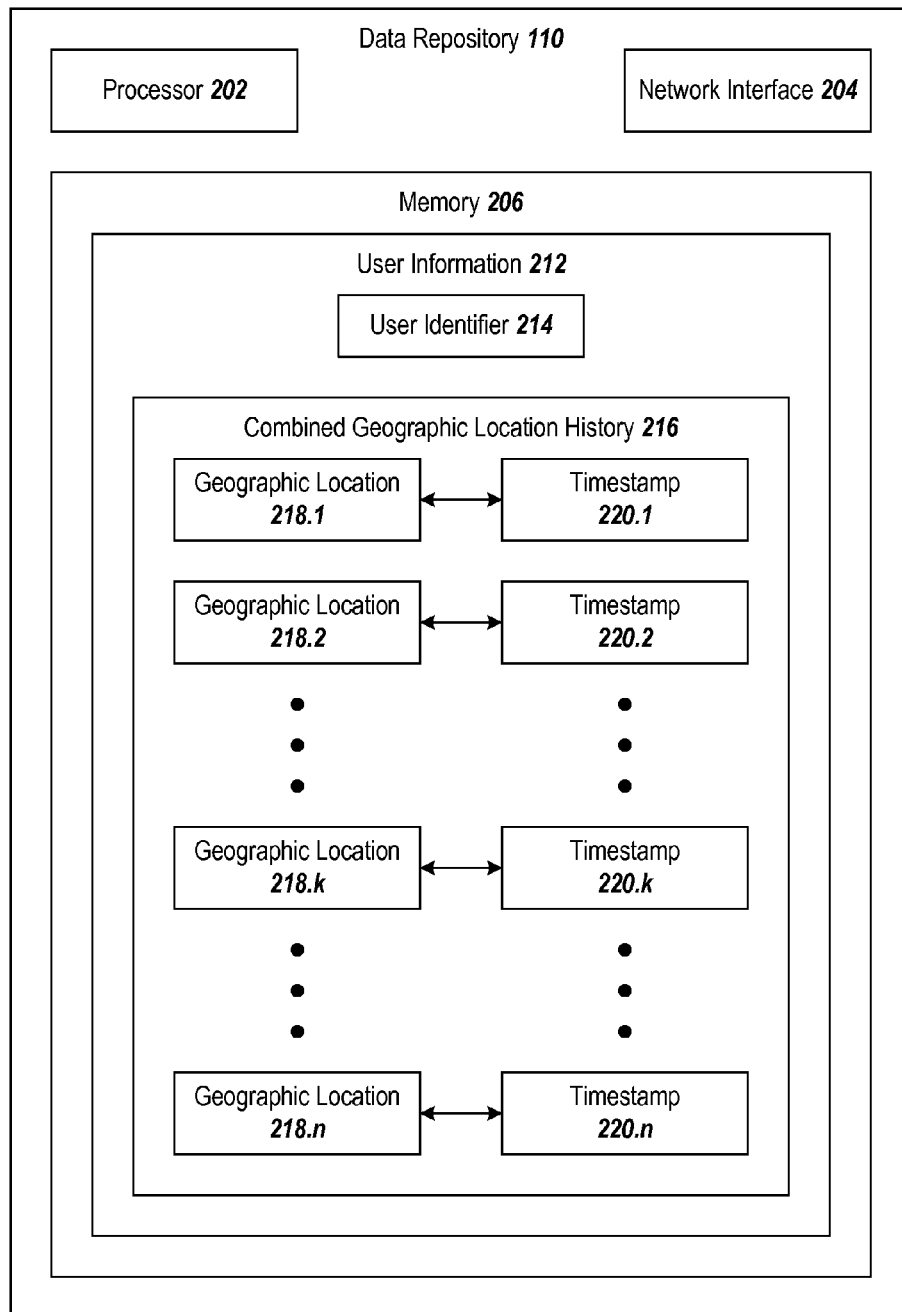 Data Repository 110
Processor 202
Network Interface 204
Memory 206
User Information 212
User Identifier 214
Combined Geographic Location History 216
Geographic Location
218.1
Timestamp
220.1
Geographic Location
218.2
Timestamp
220.2
Geographic Location
218.k
Timestamp
220.k
Geographic Location
218.n
Timestamp
220.n